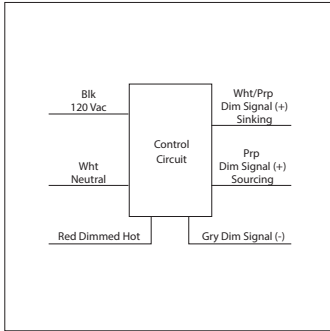 Blk
120 Vac
Wht/Prp
Dim Signal (+)
Sinking
Control
Circuit
Wht
Neutral
Prp
Dim Signal (+)
Sourcing
Red Dimmed Hot
Gry Dim Signal (-)